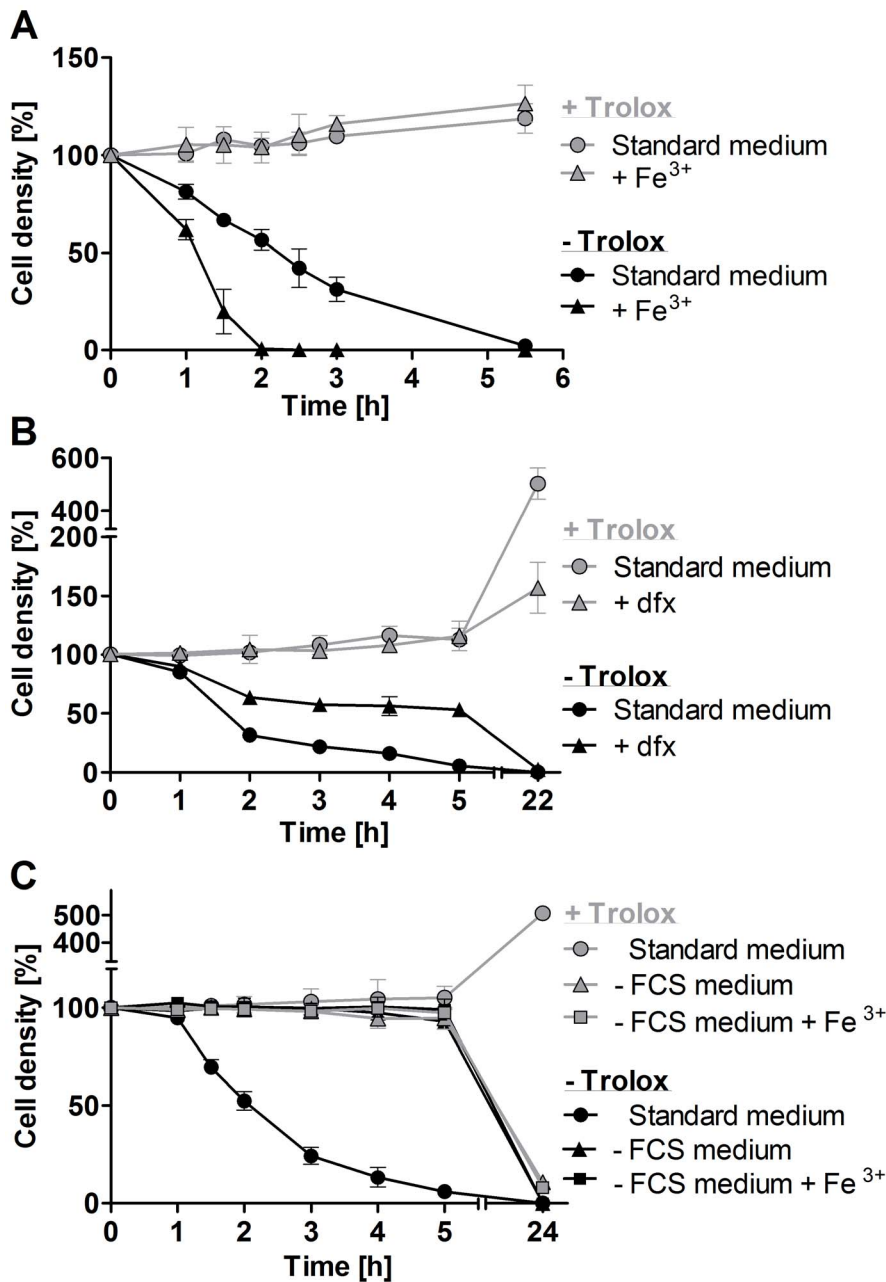 A
150
100
50
0
Cell density [%]
0 1 2 3 4 5 6
Time [h]
+ Trolox
Standard medium
+ Fe3+
- Trolox
Standard medium
+ Fe3+
B
600
400
200
150
100
50
0
Cell density [%]
0 1 2 3 4 5 22
Time [h]
+ Trolox
Standard medium
+ dfx
- Trolox
Standard medium
+ dfx
C
500
400
100
50
0
Cell density [%]
0 1 2 3 4 5 24
Time [h]
+ Trolox
Standard medium
- FCS medium
- FCS medium + Fe 3+
- Trolox
Standard medium
- FCS medium
- FCS medium + Fe 3+